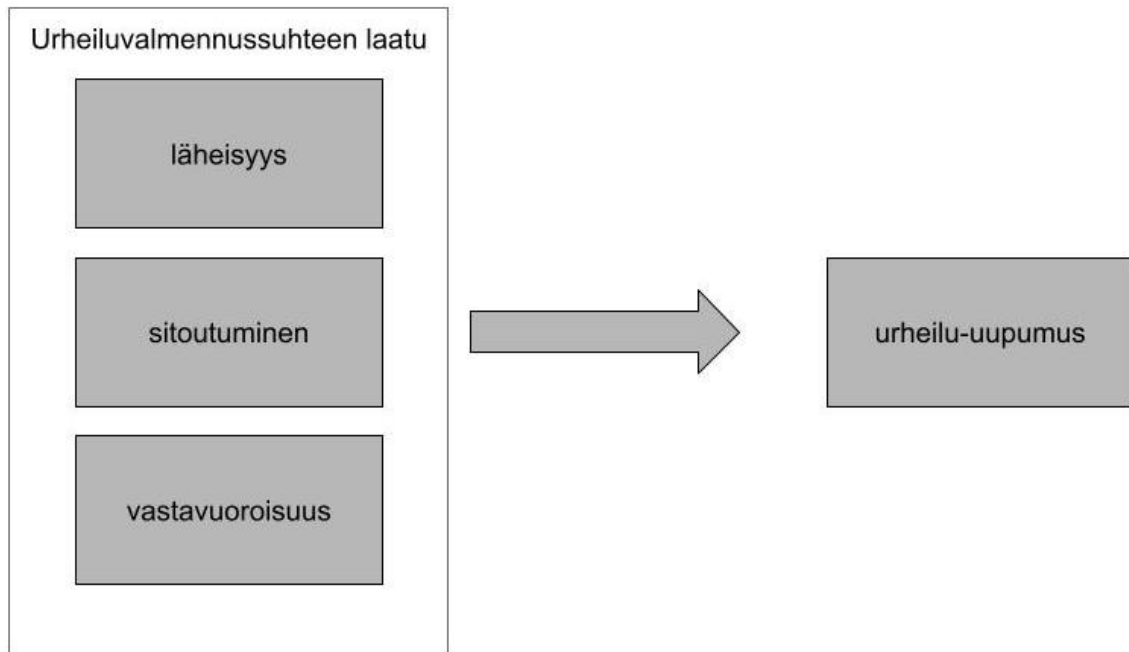 Urheiluvalmennussuhteen laatu
läheisyys
sitoutuminen
vastavuoroisuus
urheilu-uupumus